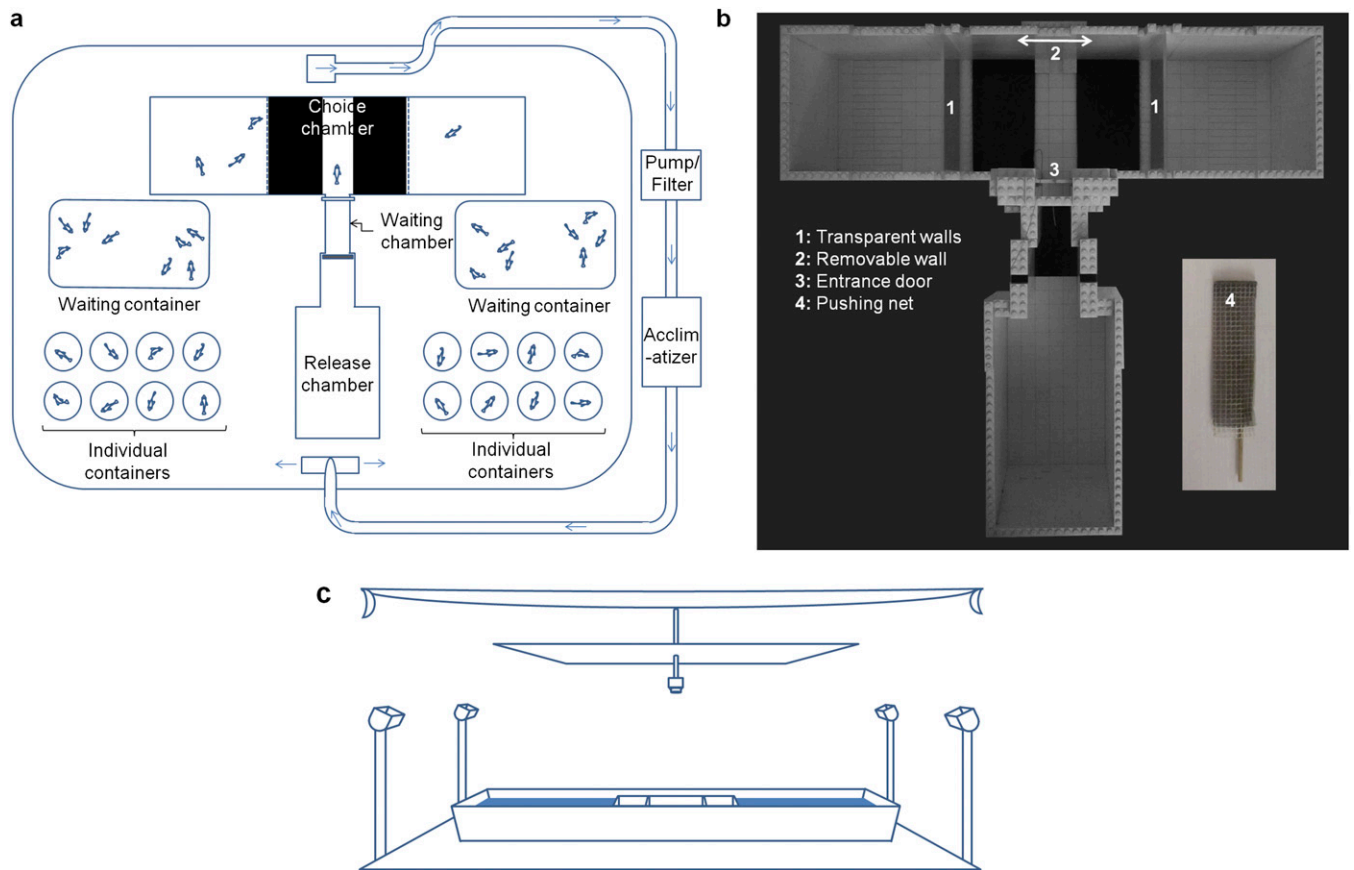 a
Choice
chamber
Pump/
Filter
Waiting
chamber
Waiting container
Waiting container
Acclim
-atizer
Release
chamber
Individual
containers
Individual
containers
b
2
1
1
3
1: Transparent walls
2: Removable wall
3: Entrance door
4: Pushing net
4
c